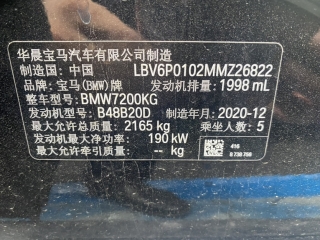 华晨宝马汽车有限公司制造
制造国: 中国 LBV6P0102MMZ26822
品牌: 宝马(BMW)牌 发动机排量: 1998 mL
整车型号: BMW7200KG
发动机型号: B48B20D 制造年月: 2020-12
最大允许总质量: 2165 kg 乘坐人数: 5
发动机最大净功率: 190 kW
最大允许牵引质量: -- kg
416